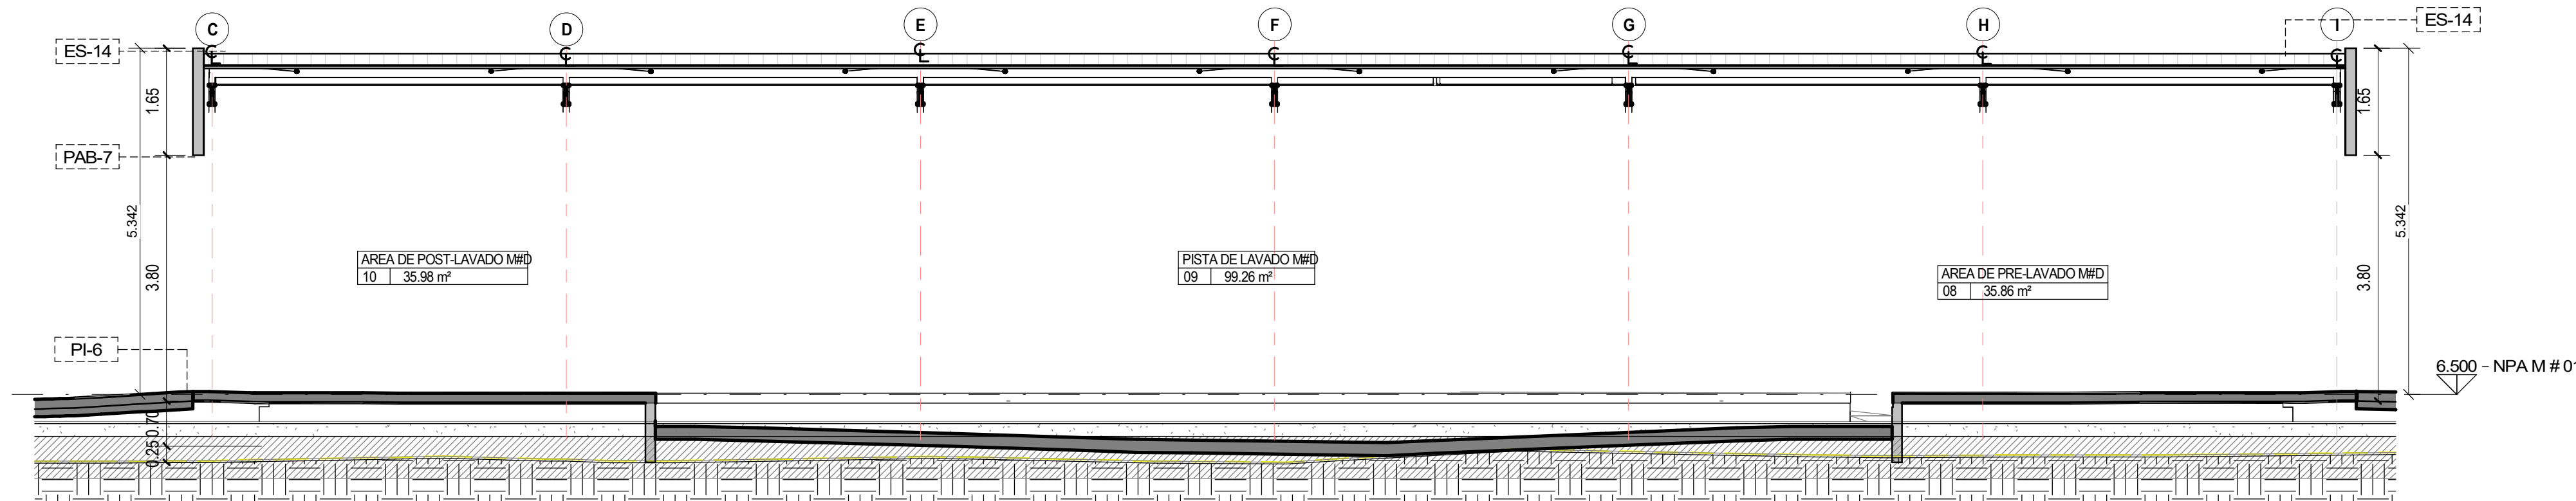 C D E F G H I
ES-14
ES-14
℄ ℄ ℄ ℄ ℄ ℄ ℄
1.65
1.65
PAB-7
5.342
5.342
AREA DE POST-LAVADO M#D
10 35.98 m²
PISTA DE LAVADO M#D
09 99.26 m²
AREA DE PRE-LAVADO M#D
08 35.86 m²
3.80
3.80
PI-6
6.500 - NPA M # 01
0.70
0.25